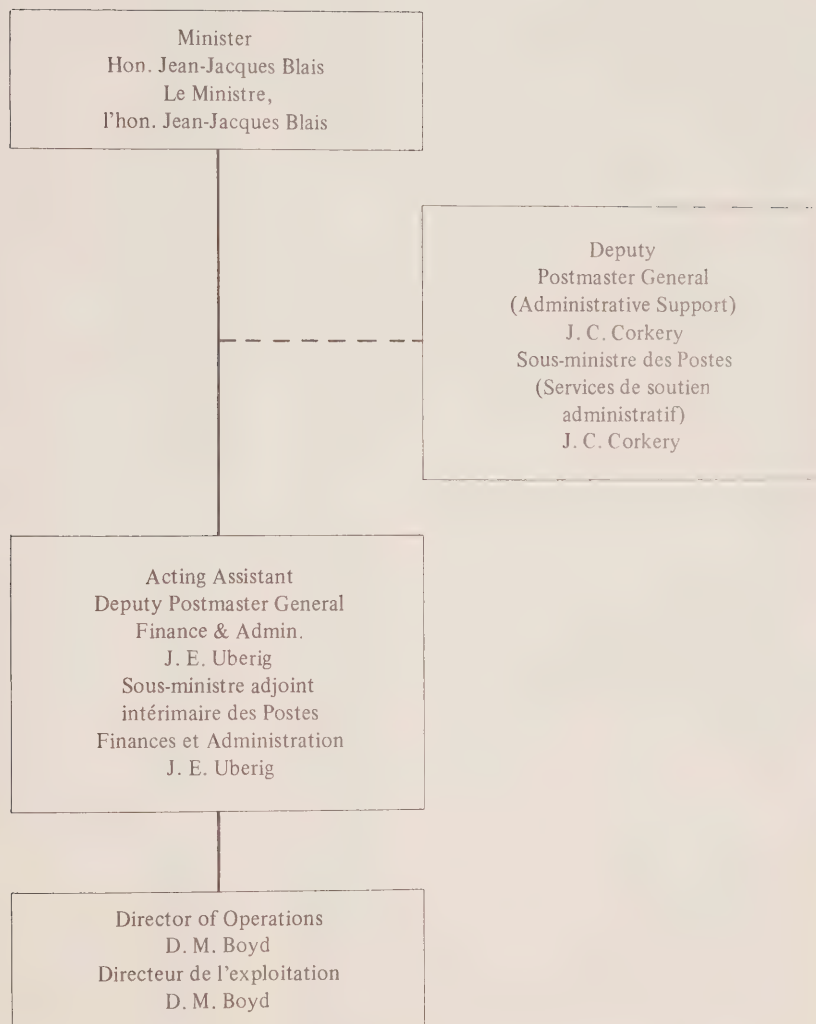 Minister
Hon. Jean-Jacques Blais
Le Ministre,
l'hon. Jean-Jacques Blais
Deputy
Postmaster General
(Administrative Support)
J. C. Corkery
Sous-ministre des Postes
(Services de soutien
administratif)
J. C. Corkery
Acting Assistant
Deputy Postmaster General
Finance & Admin.
J. E. Uberig
Sous-ministre adjoint
intérimaire des Postes
Finances et Administration
J. E. Uberig
Director of Operations
D. M. Boyd
Directeur de l'exploitation
D. M. Boyd